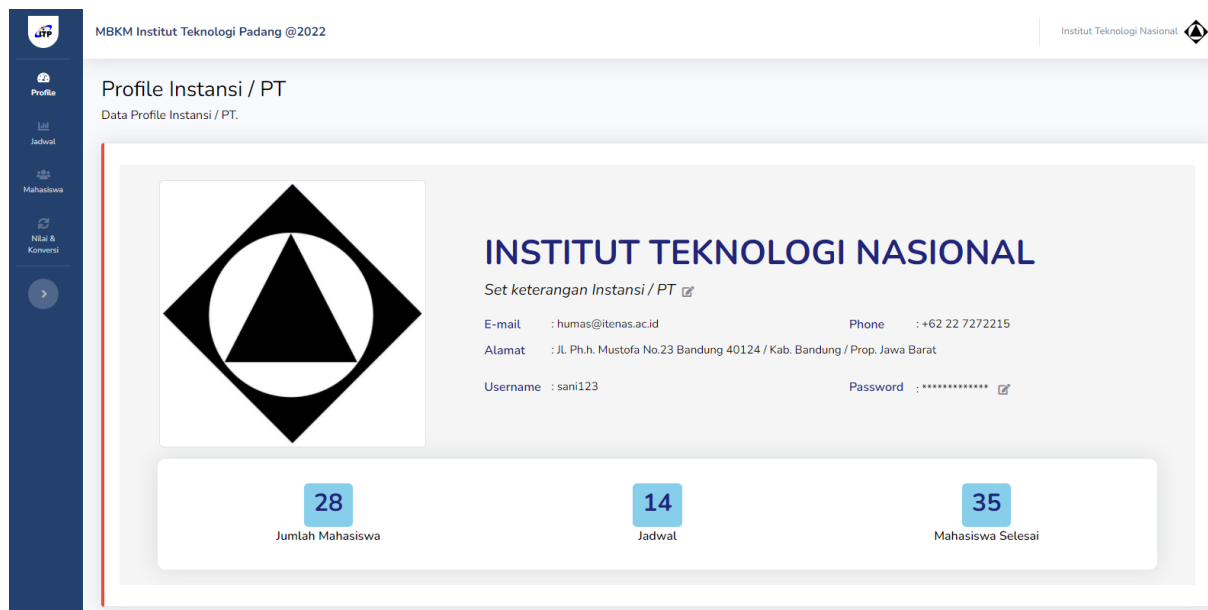 ITP
MBKM Institut Teknologi Padang @2022
Institut Teknologi Nasional
Profile
Jadwal
Mahasiswa
Nilai &
Konversi
Profile Instansi / PT
Data Profile Instansi / PT.
INSTITUT TEKNOLOGI NASIONAL
Set keterangan Instansi / PT
E-mail : humas@itenas.ac.id Phone : +62 22 7272215
Alamat : Jl. Ph.h. Mustofa No.23 Bandung 40124 / Kab. Bandung / Prop. Jawa Barat
Username : sani123 Password : *************
28 14 35
Jumlah Mahasiswa Jadwal Mahasiswa Selesai